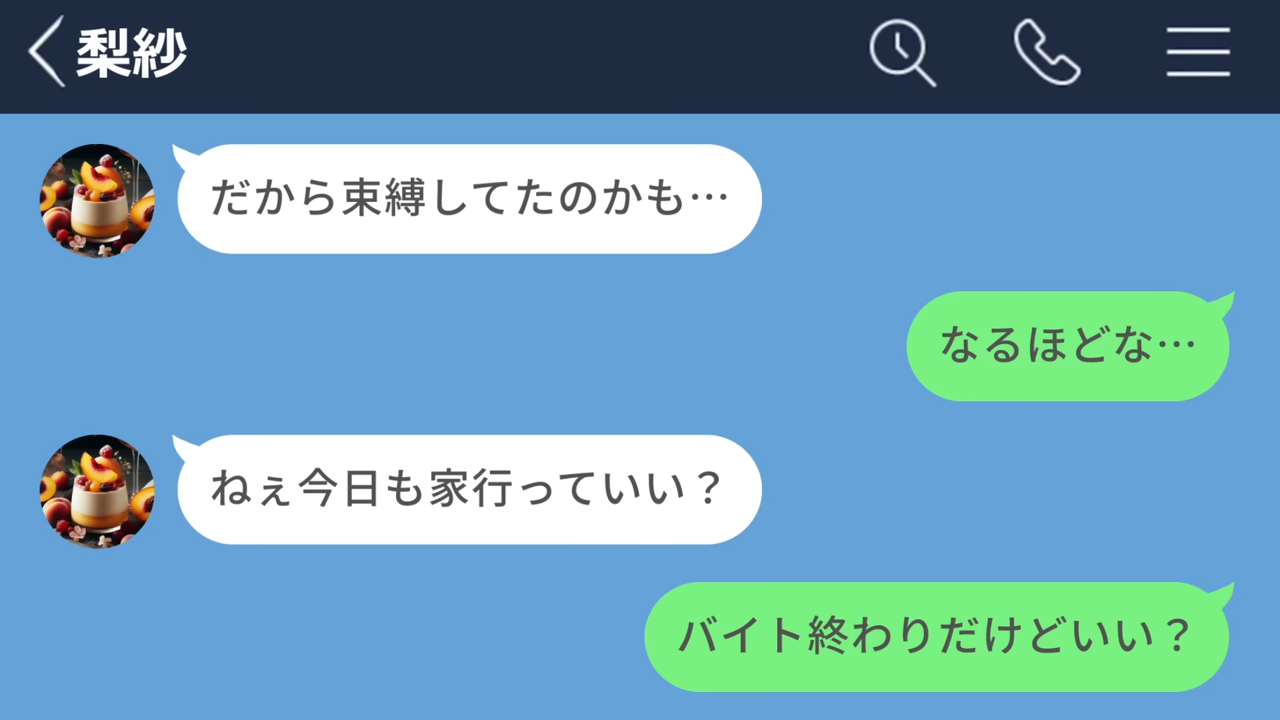 梨紗
だから束縛してたのかも…
なるほどな…
ねぇ今日も家行っていい？
バイト終わりだけどいい？